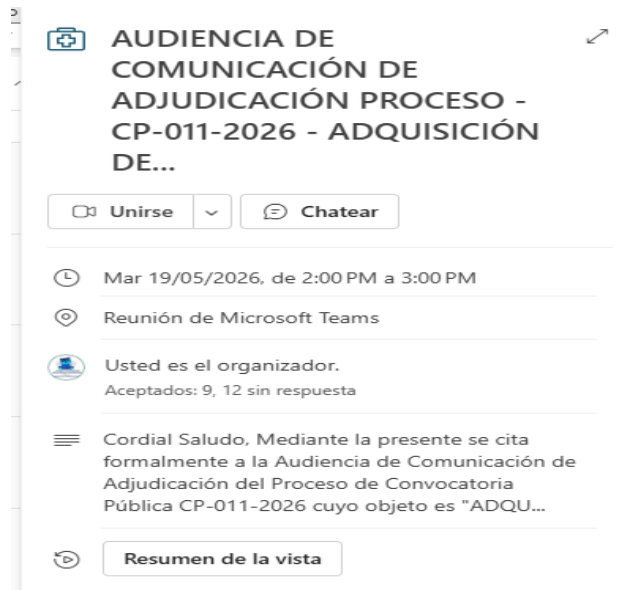 AUDIENCIA DE
COMUNICACIÓN DE
ADJUDICACIÓN PROCESO -
CP-011-2026 - ADQUISICIÓN
DE...
Unirse
Chatear
Mar 19/05/2026, de 2:00 PM a 3:00 PM
Reunión de Microsoft Teams
Usted es el organizador.
Aceptados: 9, 12 sin respuesta
Cordial Saludo, Mediante la presente se cita
formalmente a la Audiencia de Comunicación de
Adjudicación del Proceso de Convocatoria
Pública CP-011-2026 cuyo objeto es "ADQU...
Resumen de la vista